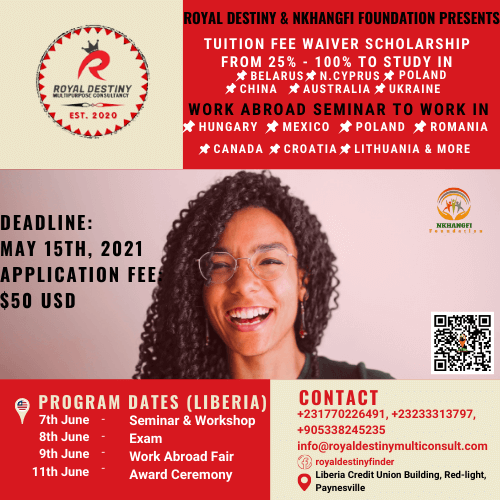 ROYAL DESTINY
MULTIPURPOSE CONSULTANCY
EST. 2020
ROYAL DESTINY & NKHANGFI FOUNDATION PRESENTS
TUITION FEE WAIVER SCHOLARSHIP
FROM 25% - 100% TO STUDY IN
BELARUS N.CYPRUS POLAND
CHINA AUSTRALIA UKRAINE
WORK ABROAD SEMINAR TO WORK IN
HUNGARY MEXICO POLAND ROMANIA
CANADA CROATIA LITHUANIA & MORE
DEADLINE:
MAY 15TH, 2021
APPLICATION FEE:
$50 USD
NKHANGFI
Foundation
PROGRAM DATES (LIBERIA)
7th June - Seminar & Workshop
8th June - Exam
9th June - Work Abroad Fair
11th June - Award Ceremony
CONTACT
+231770226491, +23233313797,
+905338245235
info@royaldestinymulticonsult.com
royaldestinyfinder
Liberia Credit Union Building, Red-light,
Paynesville